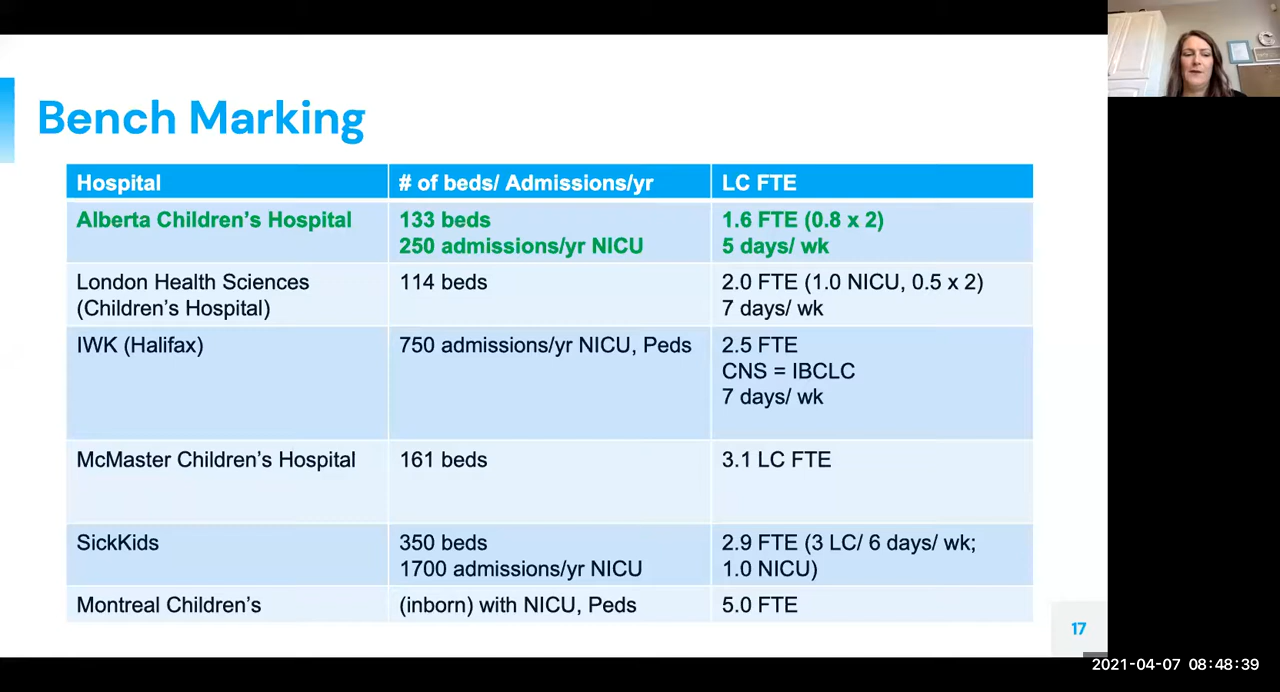 Bench Marking
Hospital # of beds/ Admissions/yr LC FTE
Alberta Children's Hospital 133 beds 1.6 FTE (0.8 x 2)
250 admissions/yr NICU 5 days/ wk
London Health Sciences 114 beds 2.0 FTE (1.0 NICU, 0.5 x 2)
(Children's Hospital) 7 days/ wk
IWK (Halifax) 750 admissions/yr NICU, Peds 2.5 FTE
CNS = IBCLC
7 days/ wk
McMaster Children's Hospital 161 beds 3.1 LC FTE
SickKids 350 beds 2.9 FTE (3 LC/ 6 days/ wk;
1700 admissions/yr NICU 1.0 NICU)
Montreal Children's (inborn) with NICU, Peds 5.0 FTE
17
2021-04-07 08:48:39